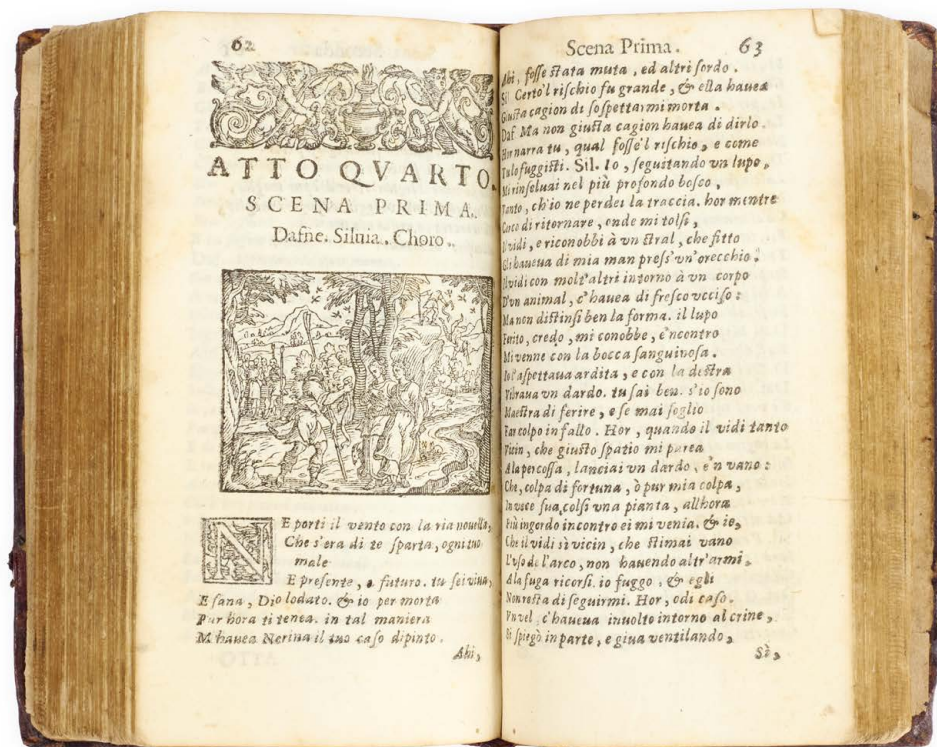 62
ATTO QVARTO.
SCENA PRIMA.
Dafne. Siluia. Choro.
NE porti il vento con la ria nouella,
Che s'era di te sparta, ogni tuo
male
E presente, e futuro. tu sei viua,
E sana, Dio lodato. & io per morta
Pur hora ti tenea. in tal maniera
M hauea Nerina il tuo caso dipinto.
Ahi,
Scena Prima. 63
Ahi, fosse stata muta, ed altri sordo.
Sil Certo'l rischio fu grande, & ella hauea
Giusta cagion di sospettarmi morta.
Daf Ma non giusta cagion hauea di dirlo.
Hor narra tu, qual fosse'l rischio, e come
Tu lo fuggisti. Sil. Io, seguitando vn lupo,
Mi rinseluai nel più profondo bosco,
Tanto, ch'io ne perdei la traccia. hor mentre
Cerco di ritornare, onde mi tolsi,
Il vidi, e riconobbi à vn stral, che fitto
Gli haueua di mia man press'vn'orecchio.
Il vidi con molt'altri intorno à vn corpo
D'vn animal, c'hauea di fresco vcciso:
Ma non distinsi ben la forma. il lupo
Ferito, credo, mi conobbe, e'ncontro
Mi venne con la bocca sanguinosa.
Io l'aspettaua ardita, e con la destra
Vibraua vn dardo. tu sai ben. s'io sono
Maestra di ferire, e se mai soglio
Far colpo in fallo. Hor, quando il vidi tanto
Vicin, che giusto spatio mi parea
A la percossa, lanciai vn dardo, e'n vano:
Che, colpa di fortuna, ò pur mia colpa,
In vece sua, colsi vna pianta, allhora
Più ingordo incontro ei mi venia. & io,
Che il vidi sì vicin, che stimai vano
L'vso de l'arco, non hauendo altr'armi,
A la fuga ricorsi. io fuggo, & egli
Non resta di seguirmi. Hor, odi caso.
Vn vel, c'haueua inuolto intorno al crine,
Si spiegò in parte, e giua ventilando,
Sì,